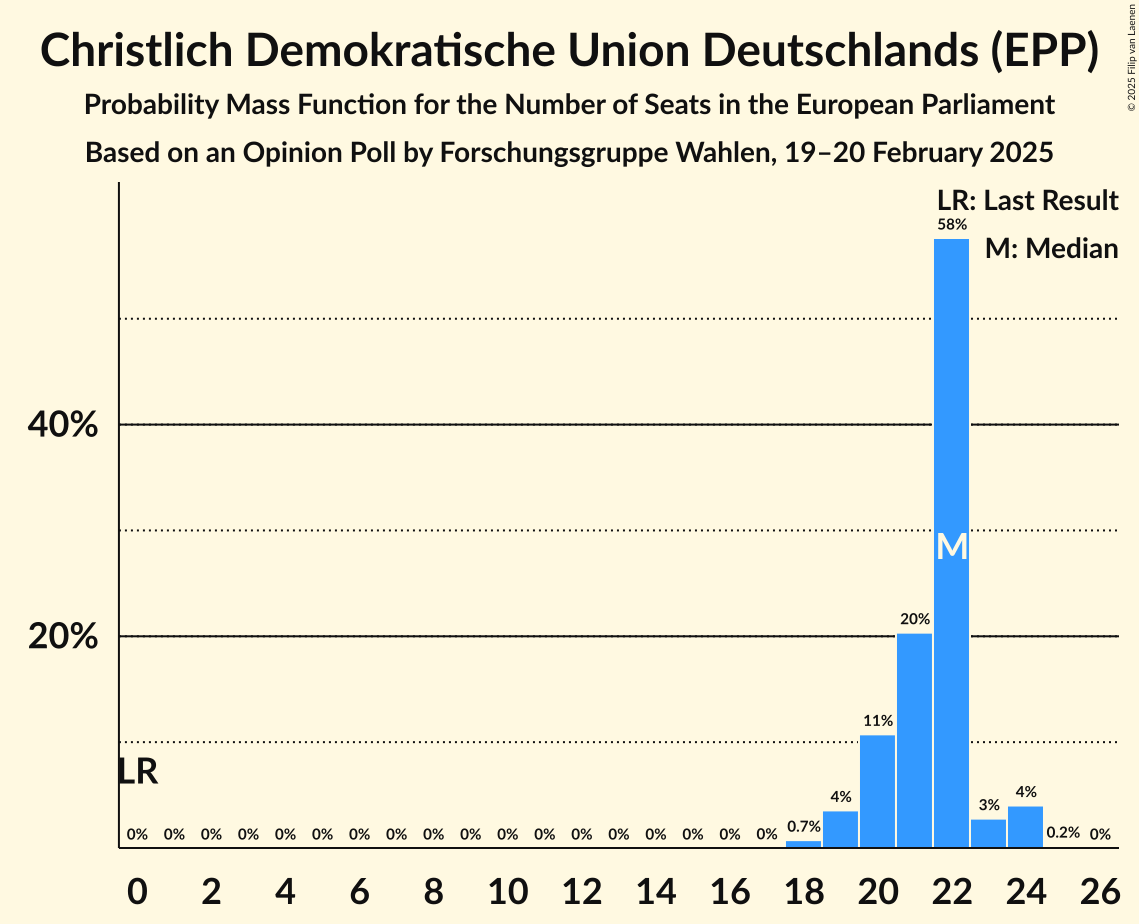 © 2025 Filip van Laenen
Christlich Demokratische Union Deutschlands (EPP)
Probability Mass Function for the Number of Seats in the European Parliament
Based on an Opinion Poll by Forschungsgruppe Wahlen, 19–20 February 2025
LR: Last Result
M: Median
58%
40%
M
20%
20%
11%
LR
4%
3%
4%
0% 0% 0% 0% 0% 0% 0% 0% 0% 0% 0% 0% 0% 0% 0% 0% 0% 0% 0.7% 0.2% 0%
0 2 4 6 8 10 12 14 16 18 20 22 24 26